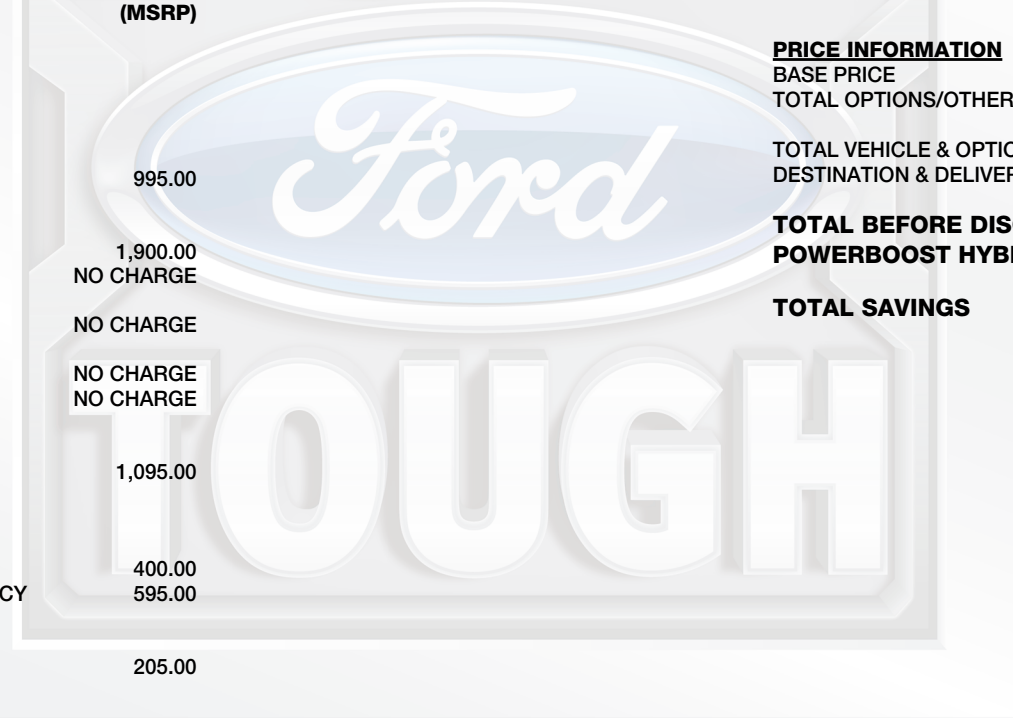 (MSRP)
995.00
1,900.00
NO CHARGE
NO CHARGE
NO CHARGE
NO CHARGE
1,095.00
400.00
CY 595.00
205.00
PRICE INFORMATION
BASE PRICE
TOTAL OPTIONS/OTHER
TOTAL VEHICLE & OPTIO
DESTINATION & DELIVER
TOTAL BEFORE DIS
POWERBOOST HYB
TOTAL SAVINGS
Ford
TOUGH